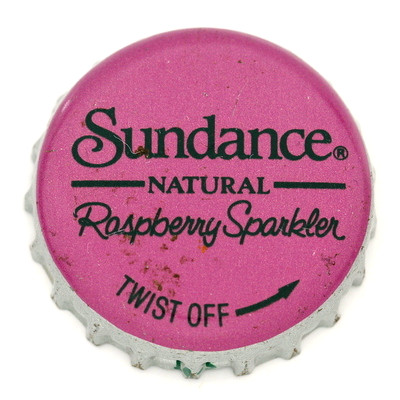 Sundance®
NATURAL
Raspberry Sparkler
TWIST OFF